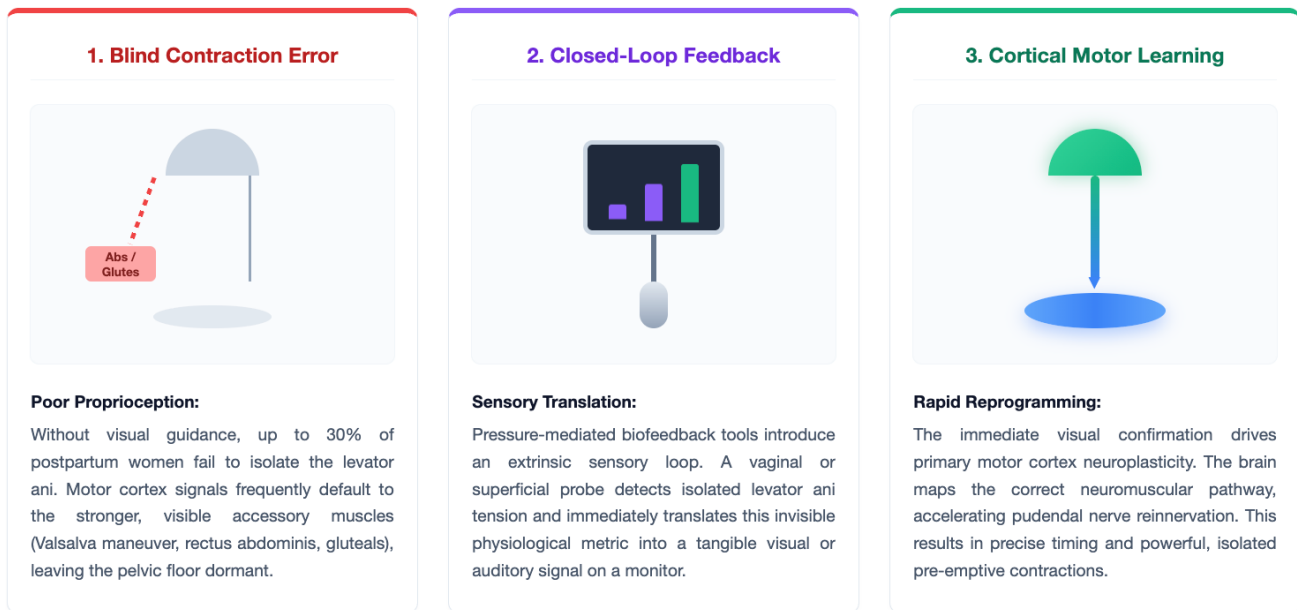 1. Blind Contraction Error
Abs /
Glutes
Poor Proprioception:
Without visual guidance, up to 30% of
postpartum women fail to isolate the levator
ani. Motor cortex signals frequently default to
the stronger, visible accessory muscles
(Valsalva maneuver, rectus abdominis, gluteals),
leaving the pelvic floor dormant.
2. Closed-Loop Feedback
Sensory Translation:
Pressure-mediated biofeedback tools introduce
an extrinsic sensory loop. A vaginal or
superficial probe detects isolated levator ani
tension and immediately translates this invisible
physiological metric into a tangible visual or
auditory signal on a monitor.
3. Cortical Motor Learning
Rapid Reprogramming:
The immediate visual confirmation drives
primary motor cortex neuroplasticity. The brain
maps the correct neuromuscular pathway,
accelerating pudendal nerve reinnervation. This
results in precise timing and powerful, isolated
pre-emptive contractions.